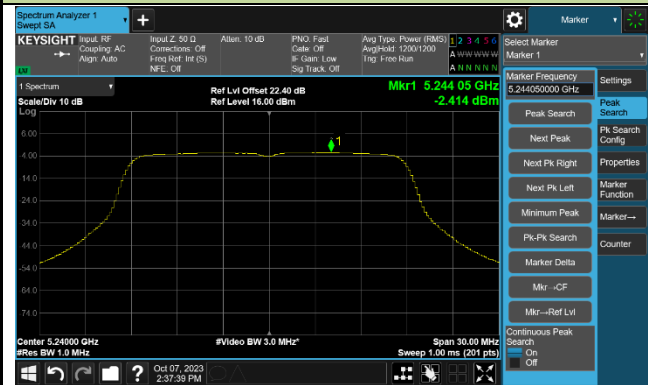 Spectrum Analyzer 1
Swept SA
Marker
KEYSIGHT
Input: RF
Coupling: AC
Align: Auto
Input Z: 50 Ω
Corrections: Off
Freq Ref: Int (S)
NFE: Off
Atten: 10 dB
PNO: Fast
Gate: Off
IF Gain: Low
Sig Track: Off
Avg Type: Power (RMS)
Avg|Hold: 1200/1200
Trig: Free Run
1 2 3 4 5 6
A W W W W W
A N N N N N
LXI
Select Marker
Marker 1
Marker Frequency
5.244050000 GHz
Settings
1 Spectrum
Scale/Div 10 dB
Log
Ref Lvl Offset 22.40 dB
Ref Level 16.00 dBm
Mkr1 5.244 05 GHz
-2.414 dBm
Peak Search
Next Peak
Next Pk Right
Next Pk Left
Minimum Peak
Pk-Pk Search
Marker Delta
Mkr→CF
Mkr→Ref Lvl
Continuous Peak Search
On
Off
Peak Search
Pk Search Config
Properties
Marker Function
Marker→
Counter
6.00
-4.00
-14.0
-24.0
-34.0
-44.0
-54.0
-64.0
-74.0
1
Center 5.24000 GHz
#Res BW 1.0 MHz
#Video BW 3.0 MHz*
Span 30.00 MHz
Sweep 1.00 ms (201 pts)
?
Oct 07, 2023
2:37:39 PM